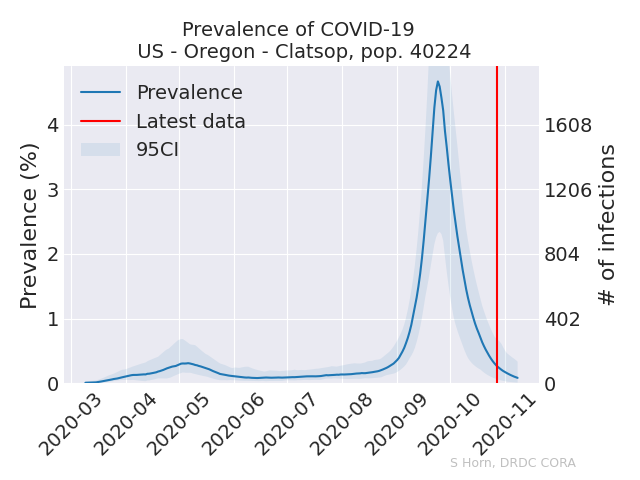 Prevalence of COVID-19
US - Oregon - Clatsop, pop. 40224
Prevalence
Latest data
95CI
Prevalence (%)
4
3
2
1
0
1608
1206
804
402
0
# of infections
2020-03
2020-04
2020-05
2020-06
2020-07
2020-08
2020-09
2020-10
2020-11
S Horn, DRDC CORA